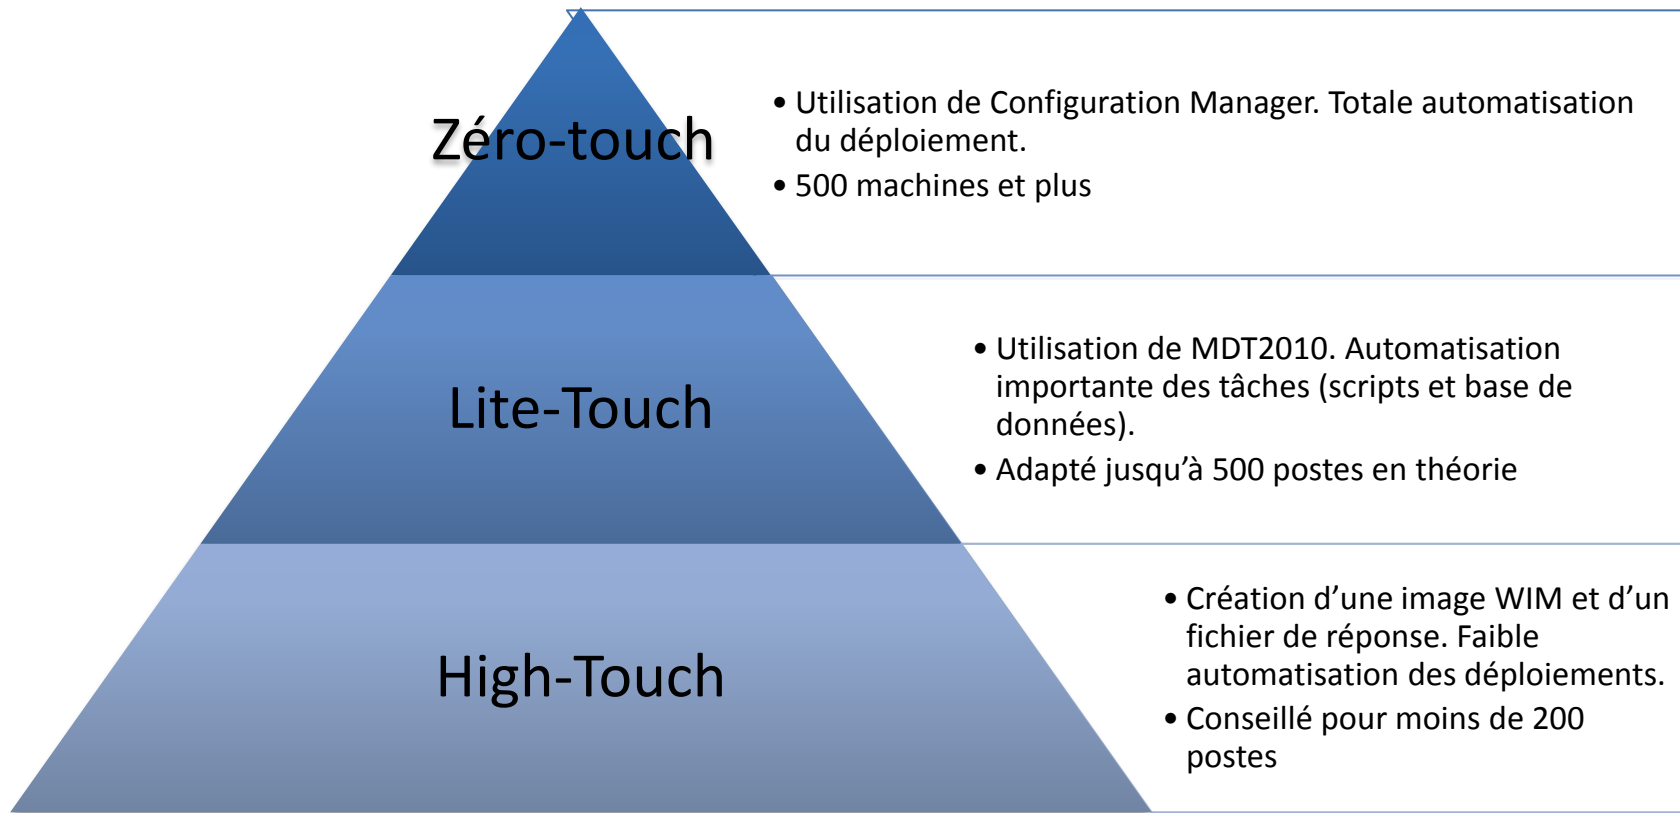 Zéro-touch
• Utilisation de Configuration Manager. Totale automatisation
du déploiement.
• 500 machines et plus
Lite-Touch
• Utilisation de MDT2010. Automatisation
importante des tâches (scripts et base de
données).
• Adapté jusqu’à 500 postes en théorie
High-Touch
• Création d’une image WIM et d’un
fichier de réponse. Faible
automatisation des déploiements.
• Conseillé pour moins de 200
postes